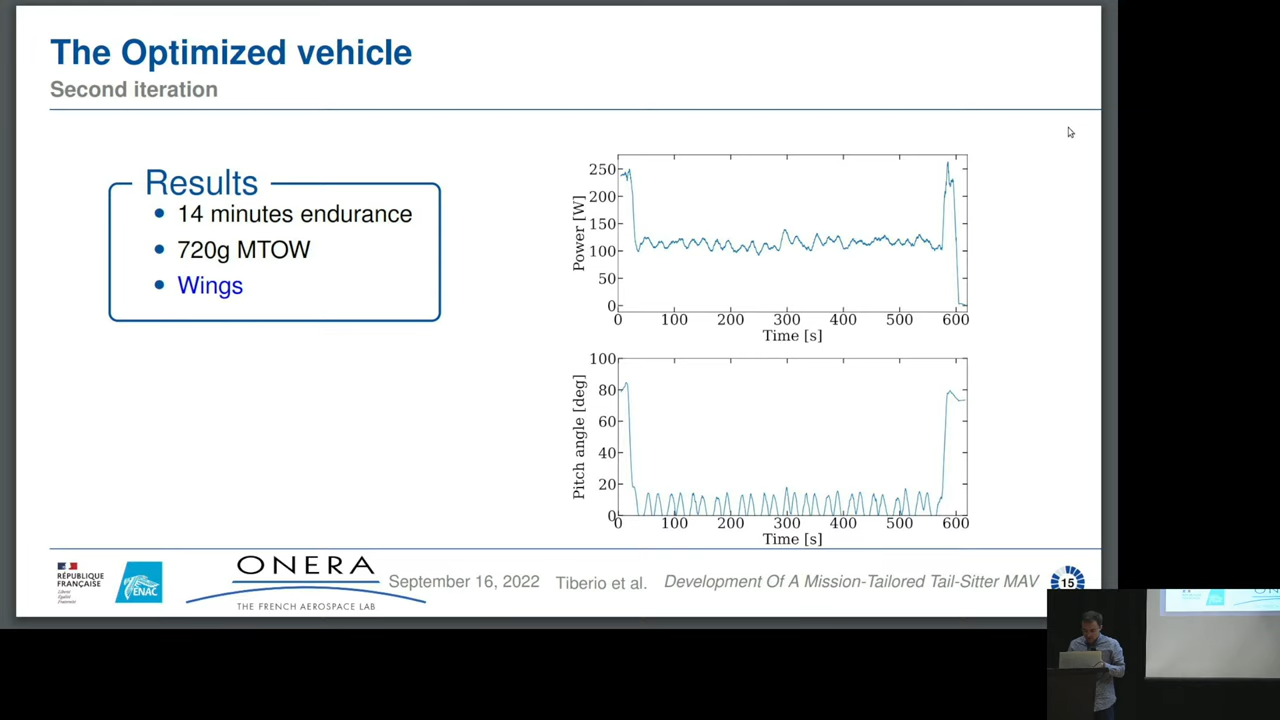 The Optimized vehicle
Second iteration
Results
14 minutes endurance
720g MTOW
Wings
250
200
150
100
50
0
Power [W]
0 100 200 300 400 500 600
Time [s]
100
80
60
40
20
0
Pitch angle [deg]
0 100 200 300 400 500 600
Time [s]
RÉPUBLIQUE
FRANÇAISE
Liberté
Égalité
Fraternité
ENAC
ONERA
THE FRENCH AEROSPACE LAB
September 16, 2022
Tiberio et al.
Development Of A Mission-Tailored Tail-Sitter MAV
15